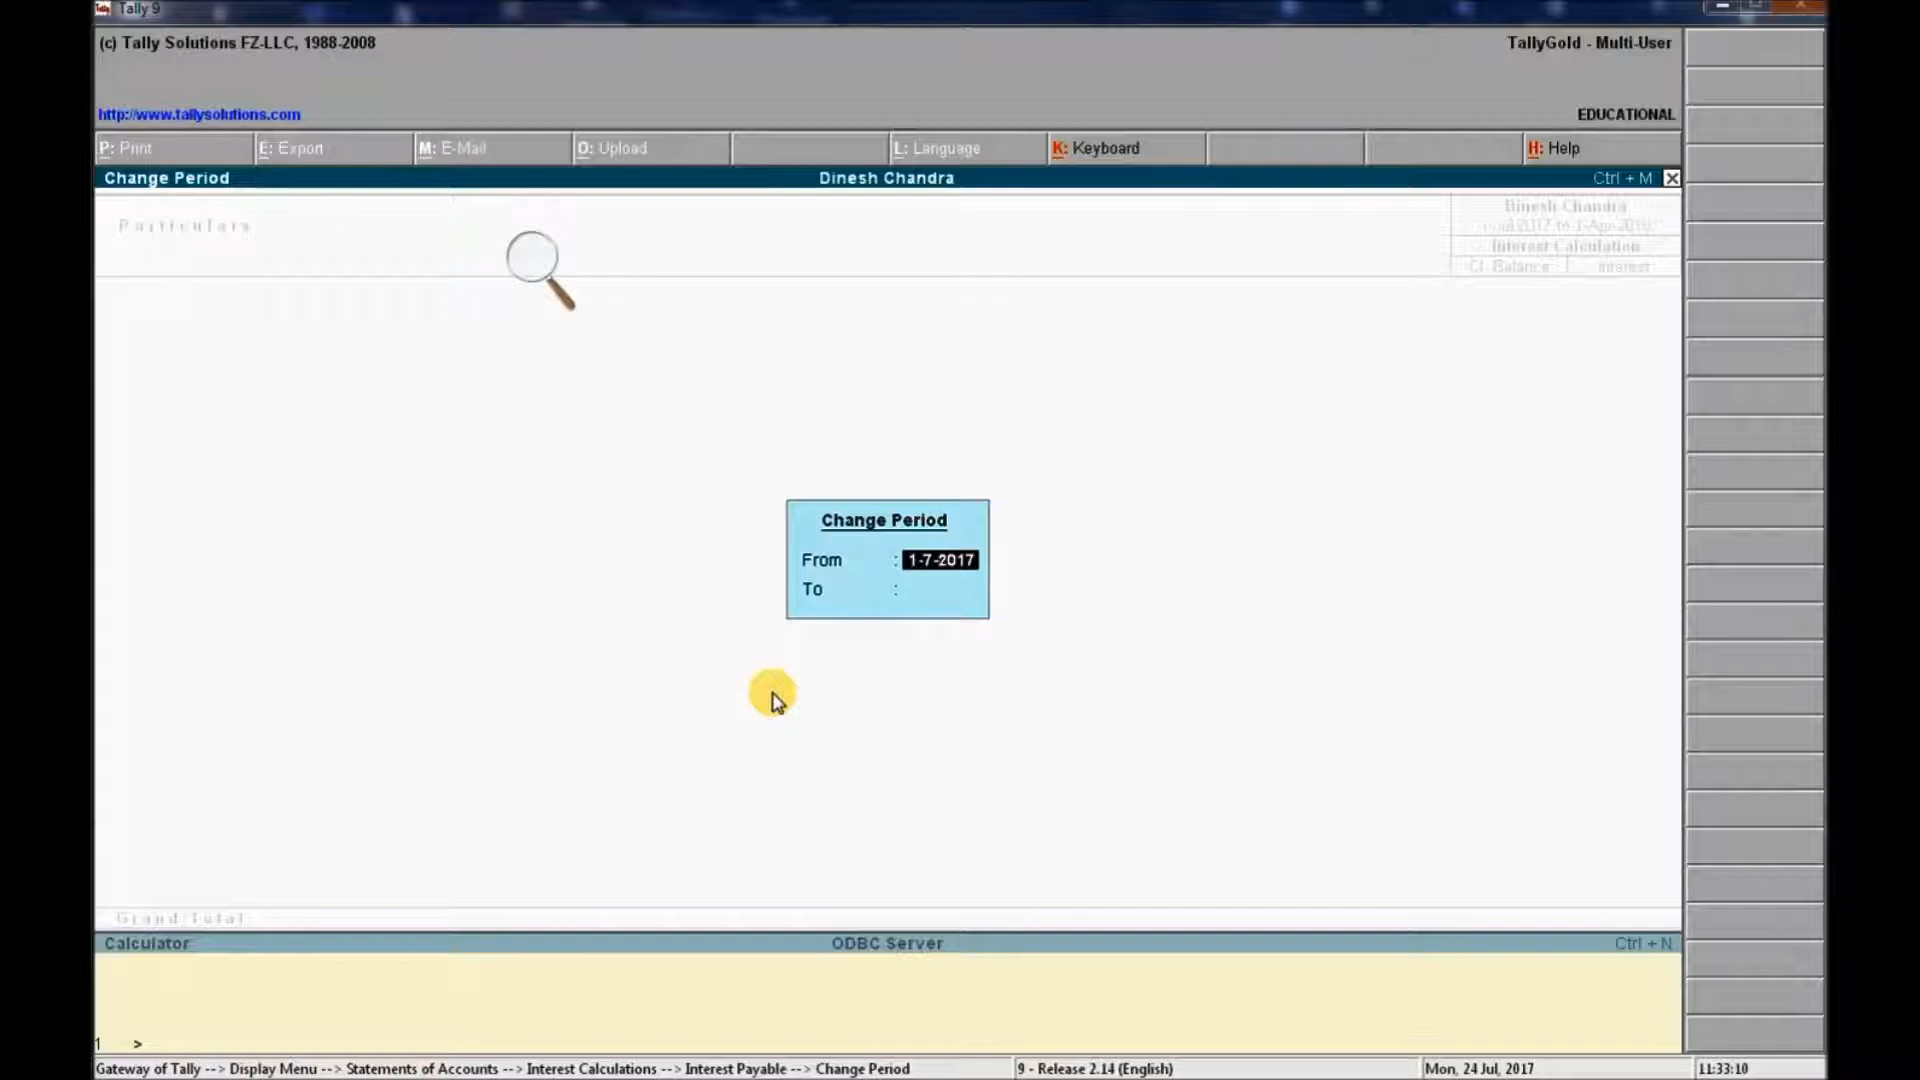 Tally 9
(c) Tally Solutions FZ-LLC, 1988-2008
TallyGold - Multi-User
http://www.tallysolutions.com
EDUCATIONAL
P: Print
E: Export
M: E-Mail
O: Upload
L: Language
K: Keyboard
H: Help
Change Period
Dinesh Chandra
Ctrl + M
Particulars
Dinesh Chandra
Interest Calculation
Cl. Balance
Interest
Change Period
From : 1-7-2017
To :
Grand Total
Calculator
ODBC Server
Ctrl + N
1 >
Gateway of Tally --> Display Menu --> Statements of Accounts --> Interest Calculations --> Interest Payable --> Change Period
9 - Release 2.14 (English)
Mon, 24 Jul, 2017
11:33:10